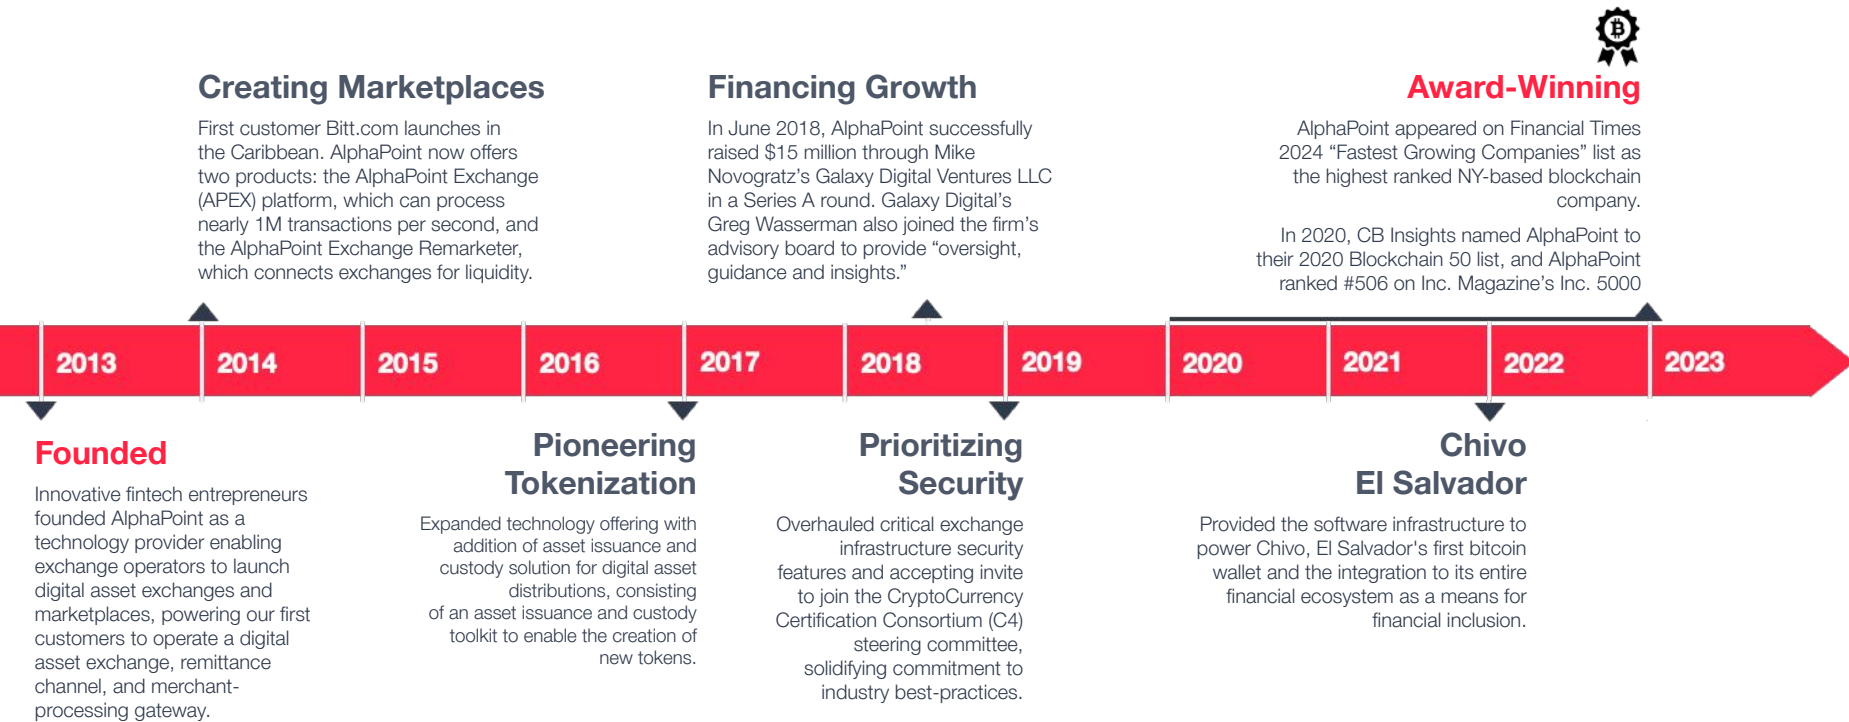 Creating Marketplaces
First customer Bitt.com launches in
the Caribbean. AlphaPoint now offers
two products: the AlphaPoint Exchange
(APEX) platform, which can process
nearly 1M transactions per second, and
the AlphaPoint Exchange Remarketer,
which connects exchanges for liquidity.
Financing Growth
In June 2018, AlphaPoint successfully
raised $15 million through Mike
Novogratz’s Galaxy Digital Ventures LLC
in a Series A round. Galaxy Digital’s
Greg Wasserman also joined the firm’s
advisory board to provide “oversight,
guidance and insights.”
Award-Winning
AlphaPoint appeared on Financial Times
2024 “Fastest Growing Companies” list as
the highest ranked NY-based blockchain
company.
In 2020, CB Insights named AlphaPoint to
their 2020 Blockchain 50 list, and AlphaPoint
ranked #506 on Inc. Magazine’s Inc. 5000
2013 2014 2015 2016 2017 2018 2019 2020 2021 2022 2023
Founded
Innovative fintech entrepreneurs
founded AlphaPoint as a
technology provider enabling
exchange operators to launch
digital asset exchanges and
marketplaces, powering our first
customers to operate a digital
asset exchange, remittance
channel, and merchant-
processing gateway.
Pioneering
Tokenization
Expanded technology offering with
addition of asset issuance and
custody solution for digital asset
distributions, consisting
of an asset issuance and custody
toolkit to enable the creation of
new tokens.
Prioritizing
Security
Overhauled critical exchange
infrastructure security
features and accepting invite
to join the CryptoCurrency
Certification Consortium (C4)
steering committee,
solidifying commitment to
industry best-practices.
Chivo
El Salvador
Provided the software infrastructure to
power Chivo, El Salvador's first bitcoin
wallet and the integration to its entire
financial ecosystem as a means for
financial inclusion.